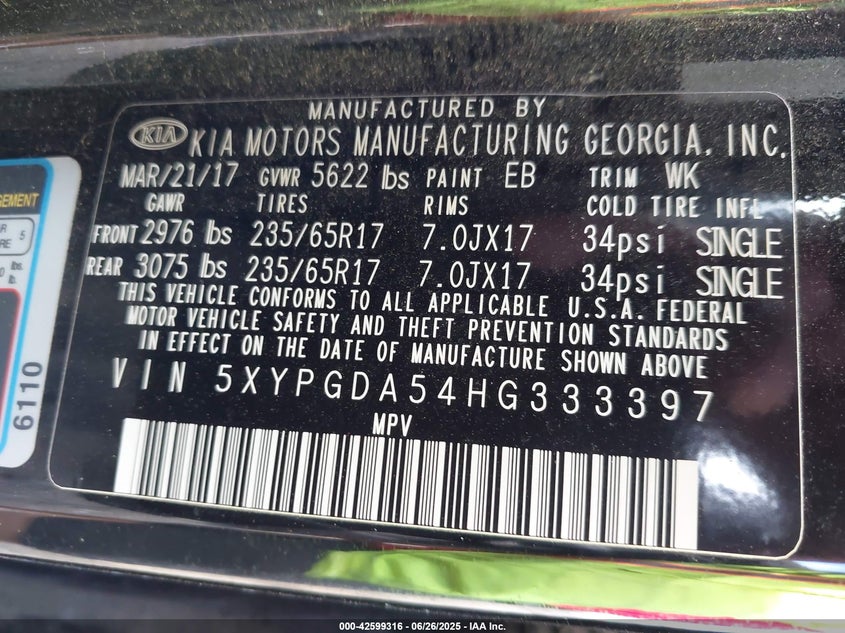 MANUFACTURED BY
KIA KIA MOTORS MANUFACTURING GEORGIA, INC.
MAR/21/17 GVWR 5622 lbs PAINT EB TRIM WK
GAWR TIRES RIMS COLD TIRE INFL
FRONT 2976 lbs 235/65R17 7.0JX17 34psi SINGLE
REAR 3075 lbs 235/65R17 7.0JX17 34psi SINGLE
THIS VEHICLE CONFORMS TO ALL APPLICABLE U.S.A. FEDERAL
MOTOR VEHICLE SAFETY AND THEFT PREVENTION STANDARDS
IN EFFECT ON THE DATE OF MANUFACTURE SHOWN ABOVE
VIN 5XYPGDA54HG333397
MPV
5
6110
000-42599316 - 06/26/2025 - IAA Inc.